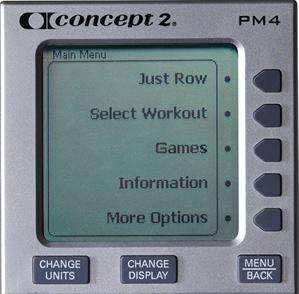 concept 2® PM4
Main Menu
Just Row
Select Workout
Games
Information
More Options
CHANGE UNITS
CHANGE DISPLAY
MENU BACK